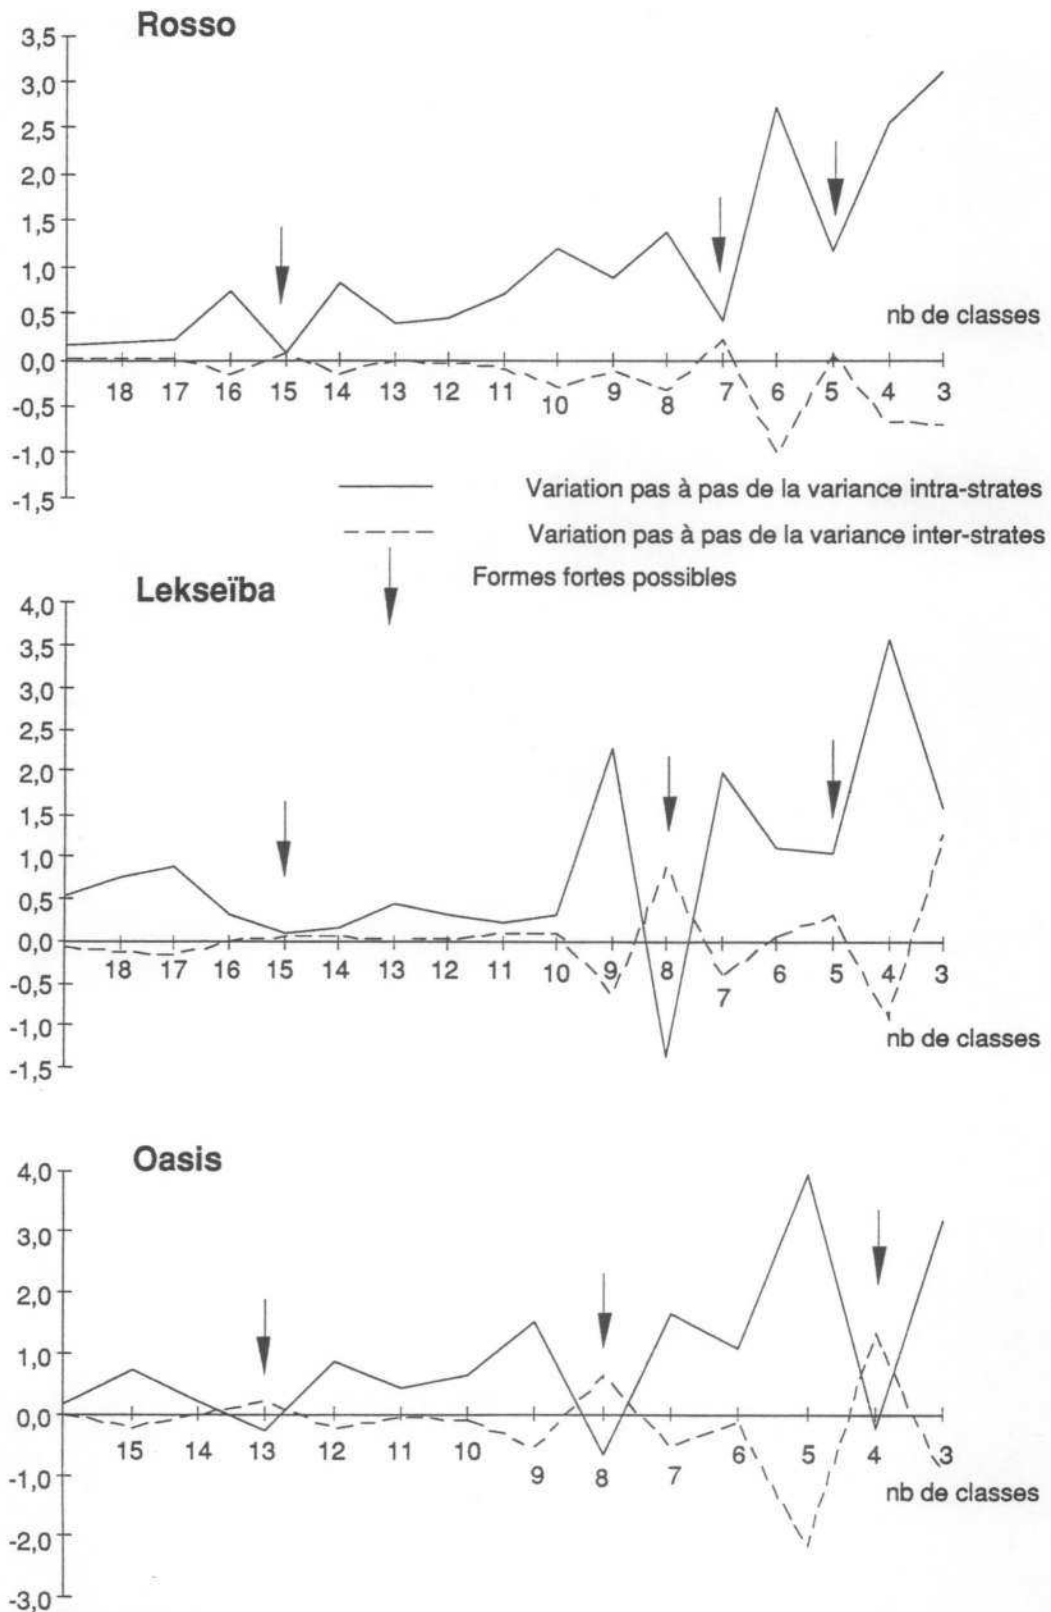 Rosso
3,5
3,0
2,5
2,0
1,5
1,0
0,5
0,0
-0,5
-1,0
-1,5
nb de classes
18 17 16 15 14 13 12 11 10 9 8 7 6 5 4 3
Variation pas à pas de la variance intra-strates
Variation pas à pas de la variance inter-strates
Formes fortes possibles
Lekseïba
4,0
3,5
3,0
2,5
2,0
1,5
1,0
0,5
0,0
-0,5
-1,0
-1,5
18 17 16 15 14 13 12 11 10 9 8 7 6 5 4 3
nb de classes
Oasis
4,0
3,0
2,0
1,0
0,0
-1,0
-2,0
-3,0
15 14 13 12 11 10 9 8 7 6 5 4 3
nb de classes